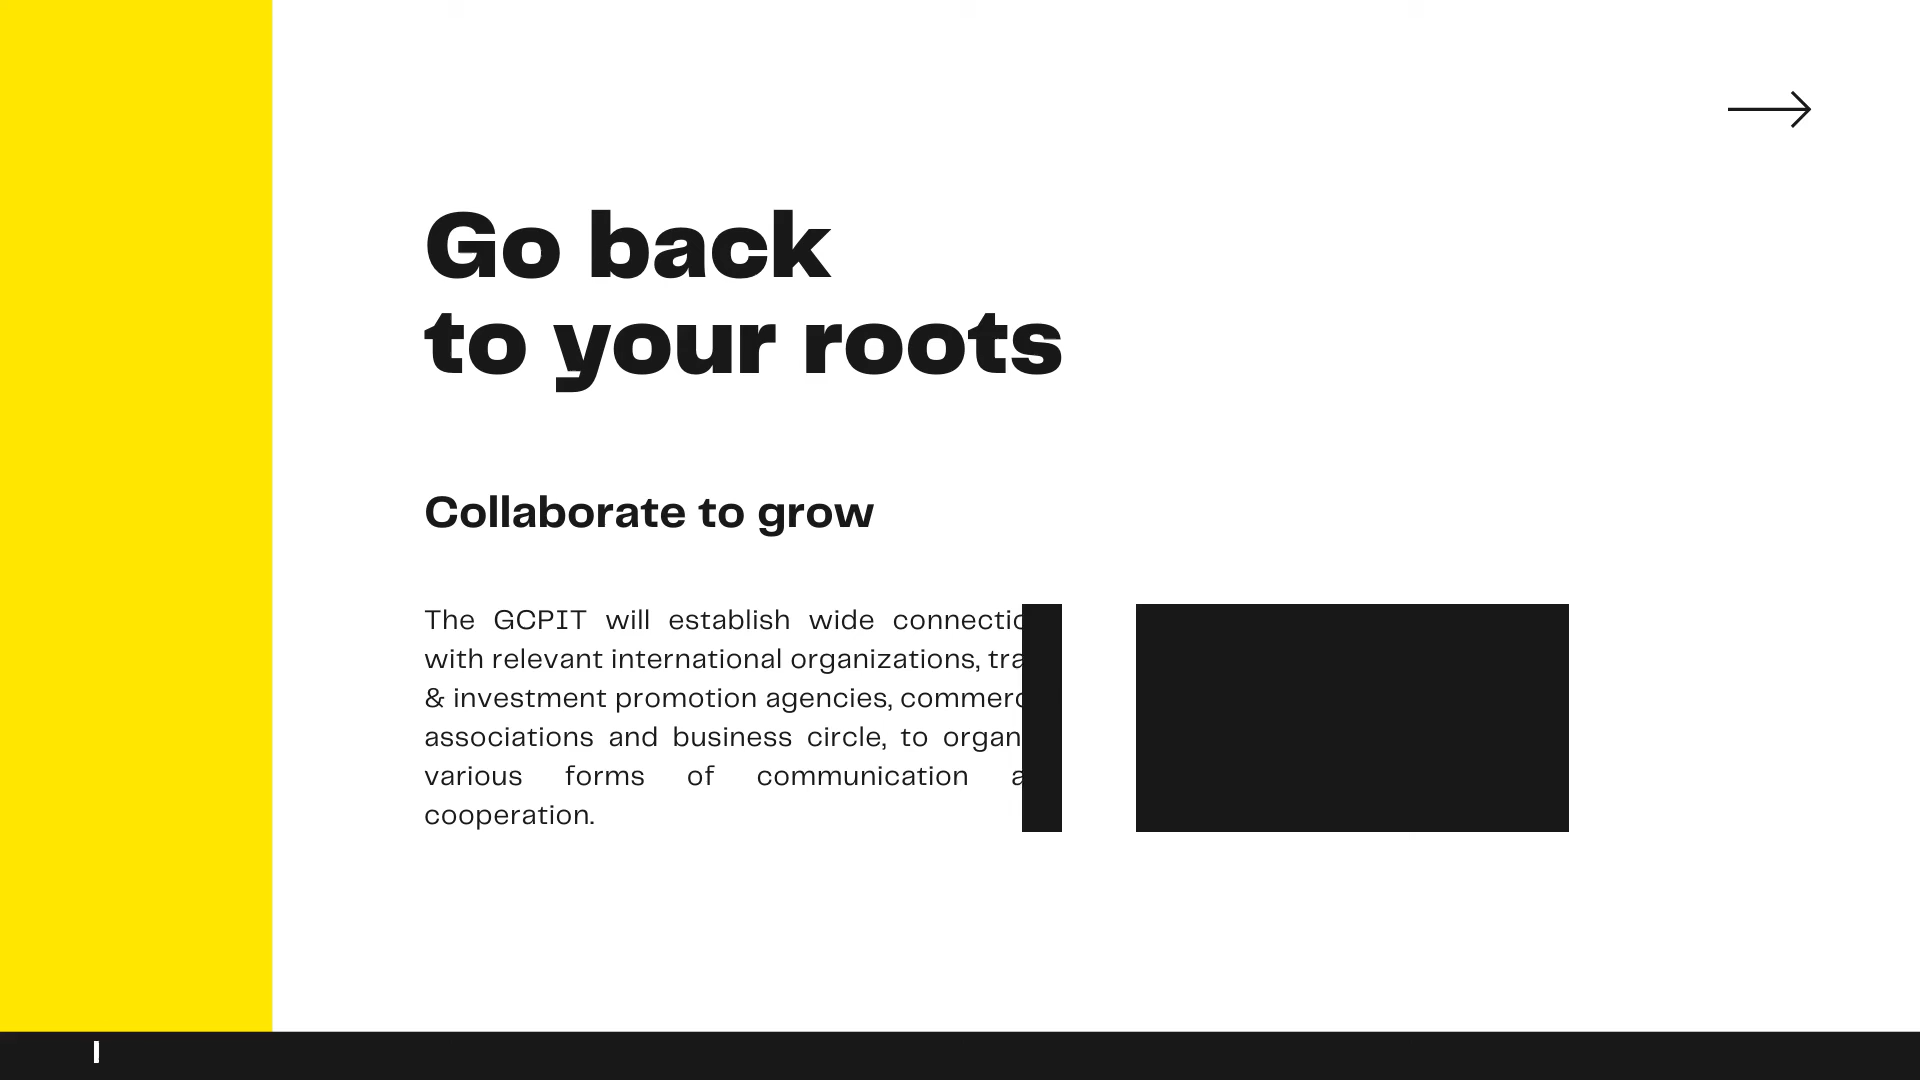 Go back
to your roots
Collaborate to grow
The GCPIT will establish wide
with relevant international organizations,
& investment promotion agencies,
associations and business circle, to
various forms of communication
cooperation.